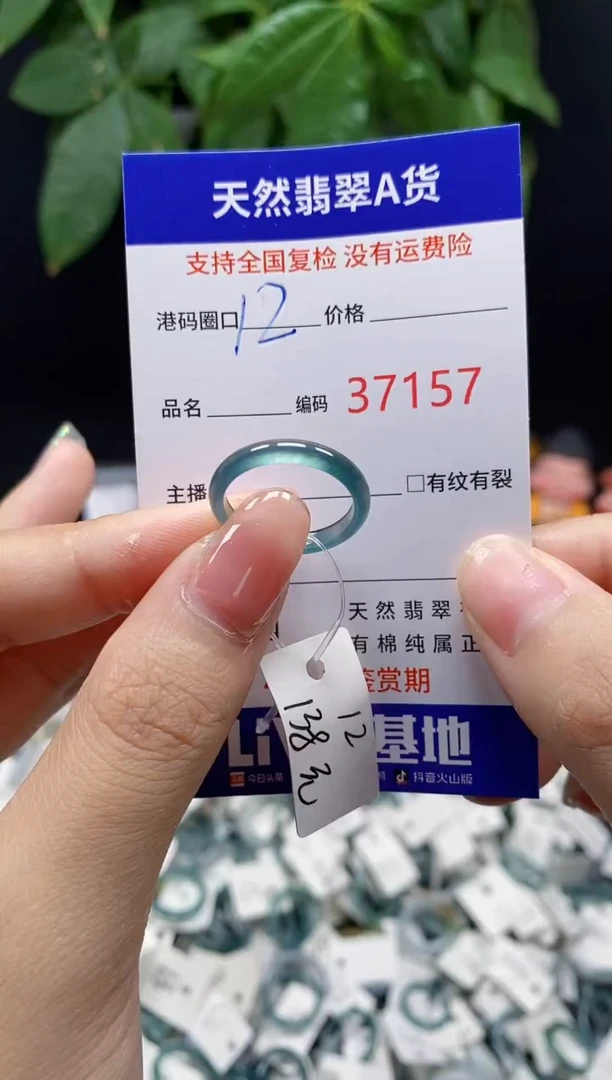 天然翡翠A货
支持全国复检 没有运费险
港码圈口 12 价格
品名 编码 37157
主播 □有纹有裂
天然翡翠
有棉纯属正
鉴赏期
基地
今日头条 抖音火山版
12
138元